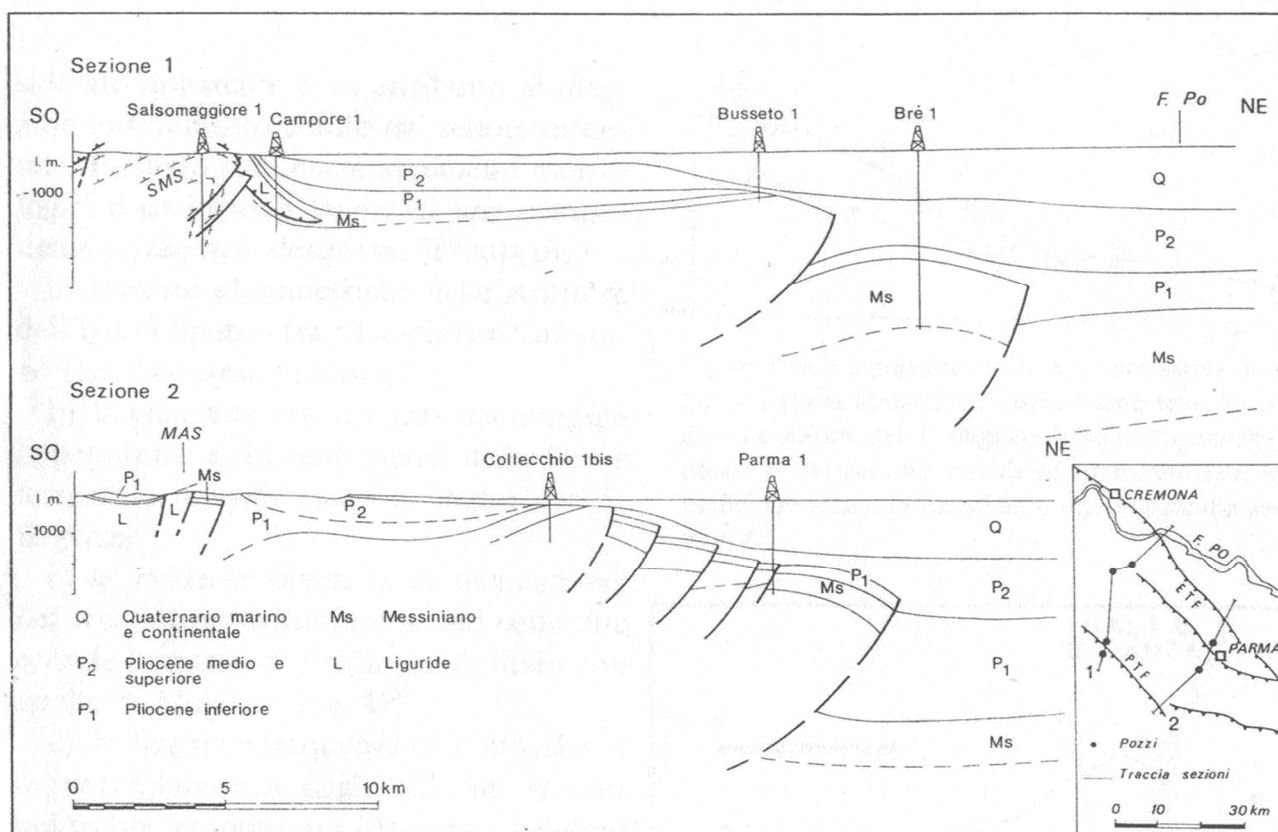 Sezione 1
SO
Salsomaggiore 1
Campore 1
Busseto 1
Brè 1
F. Po
NE
l. m.
-1000
SMS
L
Ms
P2
P1
Q
P2
P1
Ms
Ms
Sezione 2
SO
MAS
Collecchio 1bis
Parma 1
NE
l m.
-1000
P1
L
L
Ms
P1
P2
Q
P1
Ms
P2
P1
Ms
Q Quaternario marino
e continentale
P2 Pliocene medio e
superiore
P1 Pliocene inferiore
Ms Messiniano
L Liguride
0 5 10 km
CREMONA
F. PO
ETF
PTF
PARMA
1
2
Pozzi
Traccia sezioni
0 10 30 km